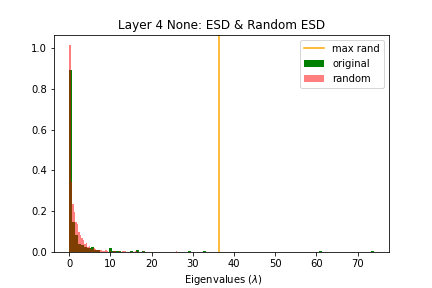 Layer 4 None: ESD & Random ESD
max rand
original
random
1.0
0.8
0.6
0.4
0.2
0.0
0 10 20 30 40 50 60 70
Eigenvalues (λ)